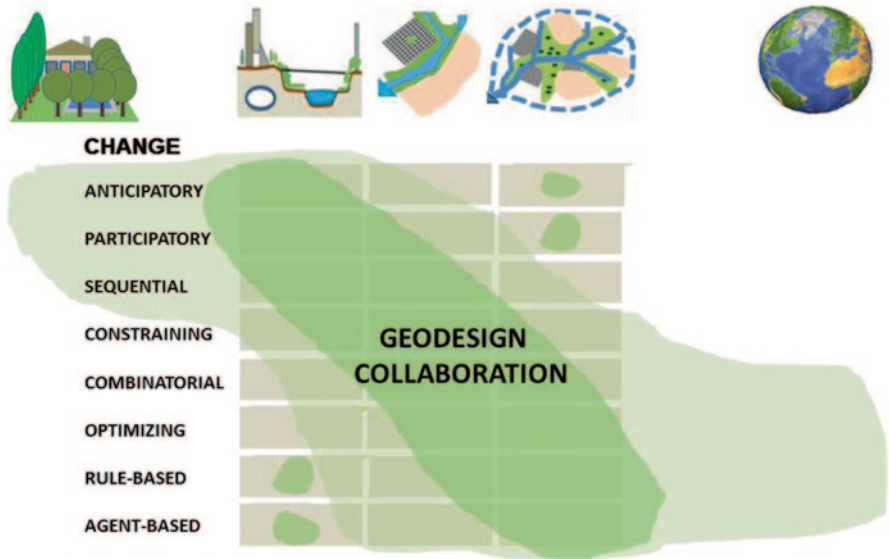 CHANGE
ANTICIPATORY
PARTICIPATORY
SEQUENTIAL
CONSTRAINING
COMBINATORIAL
OPTIMIZING
RULE-BASED
AGENT-BASED
GEODESIGN
COLLABORATION